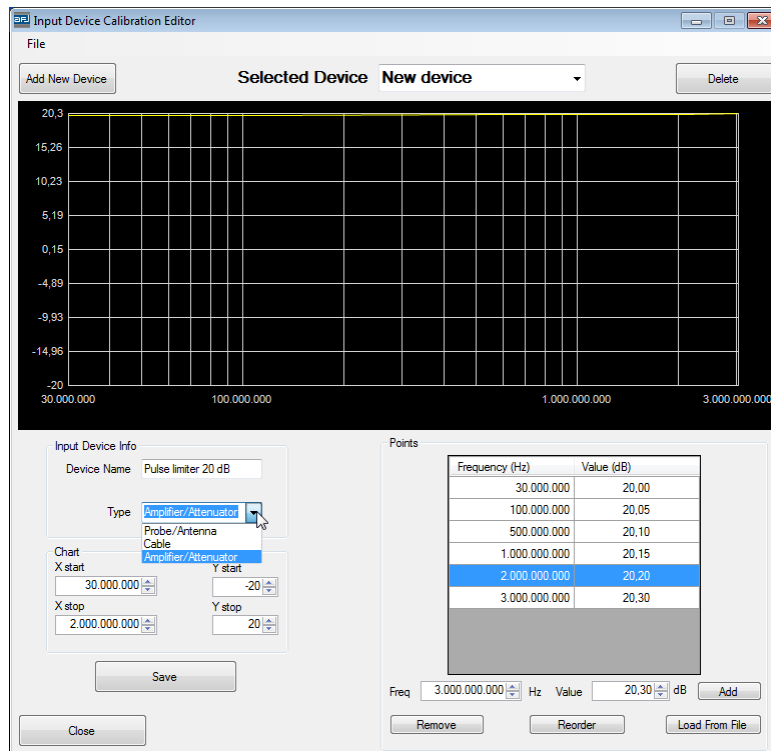 Input Device Calibration Editor
File
Add New Device
Selected Device New device
Delete
20,3
15,26
10,23
5,19
0,15
-4,89
-9,93
-14,96
-20
30.000.000 100.000.000 1.000.000.000 3.000.000.000
Input Device Info
Device Name Pulse limiter 20 dB
Type Amplifier/Attenuator
Probe/Antenna
Cable
Amplifier/Attenuator
Chart
X start Y start
30.000.000 -20
X stop Y stop
2.000.000.000 20
Save
Close
Points
Frequency (Hz) Value (dB)
30.000.000 20,00
100.000.000 20,05
500.000.000 20,10
1.000.000.000 20,15
2.000.000.000 20,20
3.000.000.000 20,30
Freq 3.000.000.000 Hz Value 20,30 dB Add
Remove Reorder Load From File